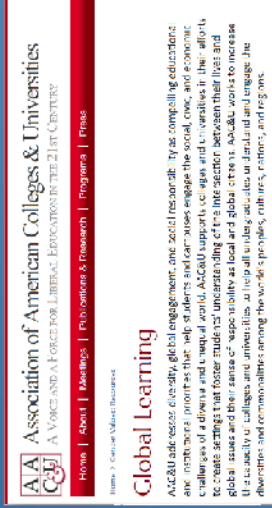 AA
C&U
Association of American Colleges & Universities
A VOICE AND A FORCE FOR LIBERAL EDUCATION IN THE 21ST CENTURY
Home | About | Meetings | Publications & Research | Programs | Press
Home > Resources
Global Learning
AAC&U addresses diversity, global engagement, and social responsibility as compelling educational
and institutional priorities that help students and campuses engage the social, civic, and economic
challenges of a diverse and unequal world. AAC&U supports colleges and universities in their efforts
to create settings that foster students' understanding of the intersection between their lives and
global issues and their sense of responsibility as local and global citizens. AAC&U works to increase
the capacity of colleges and universities to help all undergraduates understand and engage the
diversities and commonalities among the world's peoples, cultures, nations, and regions.